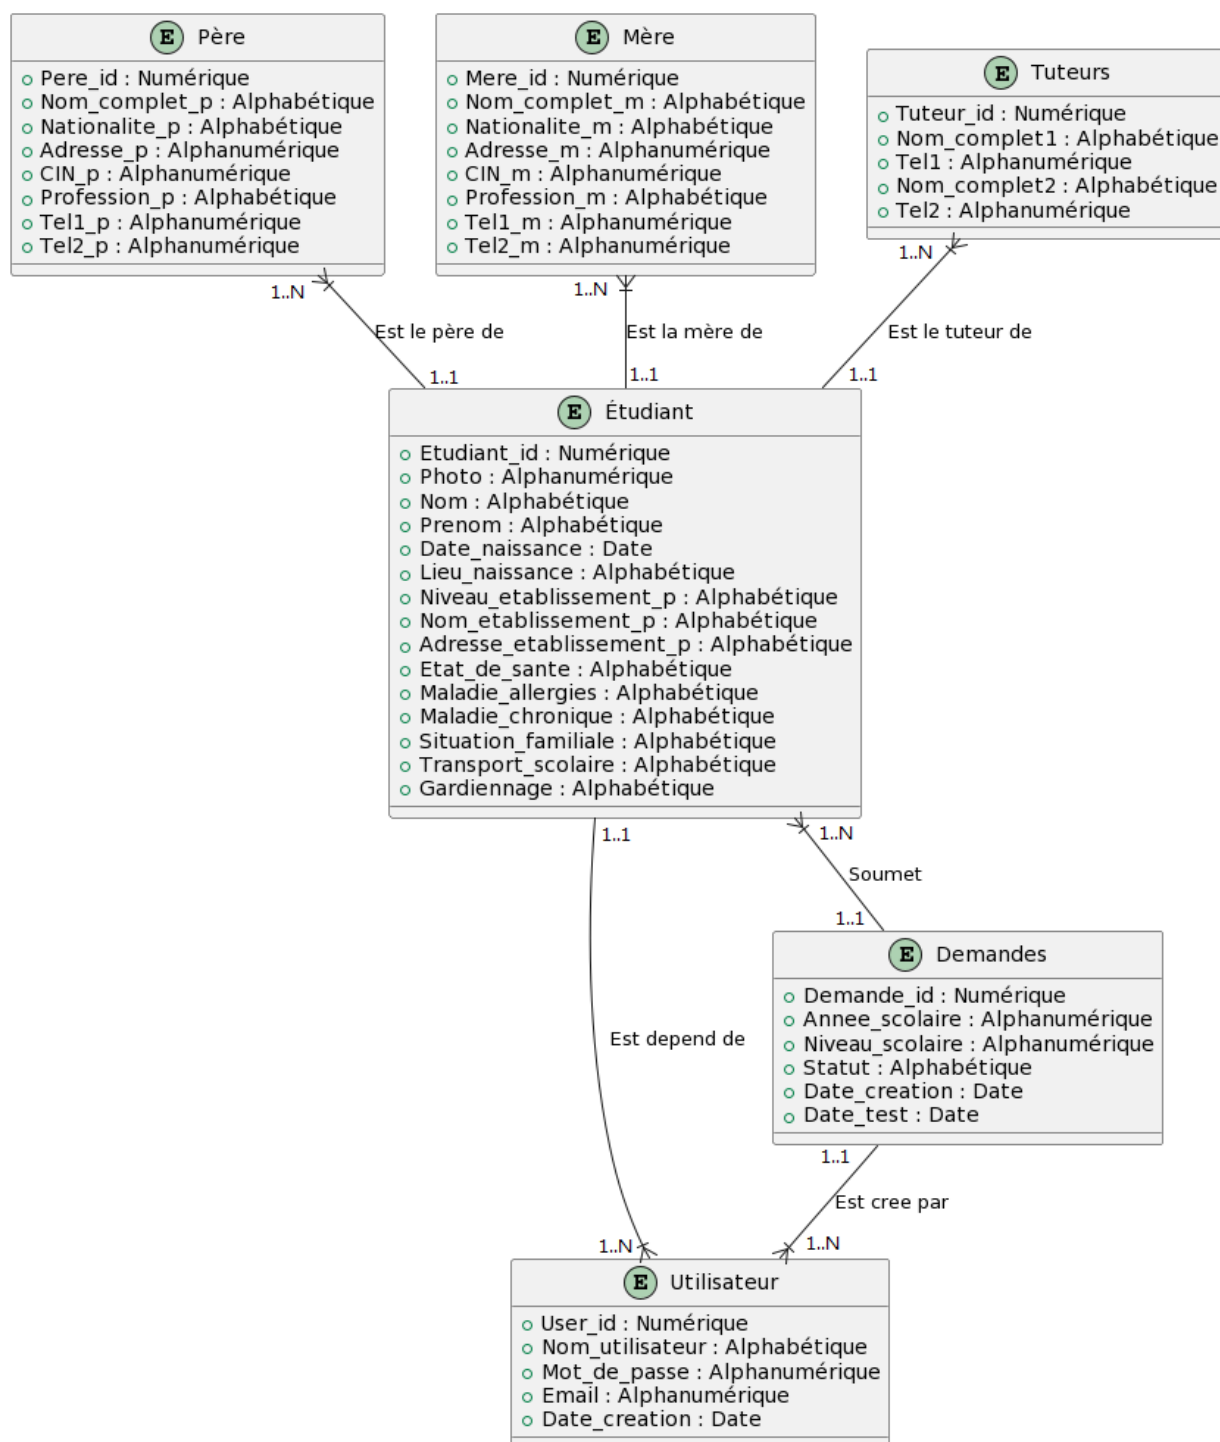 E Père
Pere_id : Numérique
Nom_complet_p : Alphabétique
Nationalite_p : Alphabétique
Adresse_p : Alphanumérique
CIN_p : Alphanumérique
Profession_p : Alphabétique
Tel1_p : Alphanumérique
Tel2_p : Alphanumérique
E Mère
Mere_id : Numérique
Nom_complet_m : Alphabétique
Nationalite_m : Alphabétique
Adresse_m : Alphanumérique
CIN_m : Alphanumérique
Profession_m : Alphabétique
Tel1_m : Alphanumérique
Tel2_m : Alphanumérique
E Tuteurs
Tuteur_id : Numérique
Nom_complet1 : Alphabétique
Tel1 : Alphanumérique
Nom_complet2 : Alphabétique
Tel2 : Alphanumérique
1..N
1..N
1..N
Est le père de
Est la mère de
Est le tuteur de
1..1
1..1
1..1
E Étudiant
Etudiant_id : Numérique
Photo : Alphanumérique
Nom : Alphabétique
Prenom : Alphabétique
Date_naissance : Date
Lieu_naissance : Alphabétique
Niveau_etablissement_p : Alphabétique
Nom_etablissement_p : Alphabétique
Adresse_etablissement_p : Alphabétique
Etat_de_sante : Alphabétique
Maladie_allergies : Alphabétique
Maladie_chronique : Alphabétique
Situation_familiale : Alphabétique
Transport_scolaire : Alphabétique
Gardiennage : Alphabétique
1..1
1..N
Soumet
1..1
E Demandes
Demande_id : Numérique
Annee_scolaire : Alphanumérique
Niveau_scolaire : Alphanumérique
Statut : Alphabétique
Date_creation : Date
Date_test : Date
Est depend de
1..1
Est cree par
1..N
1..N
E Utilisateur
User_id : Numérique
Nom_utilisateur : Alphabétique
Mot_de_passe : Alphanumérique
Email : Alphanumérique
Date_creation : Date